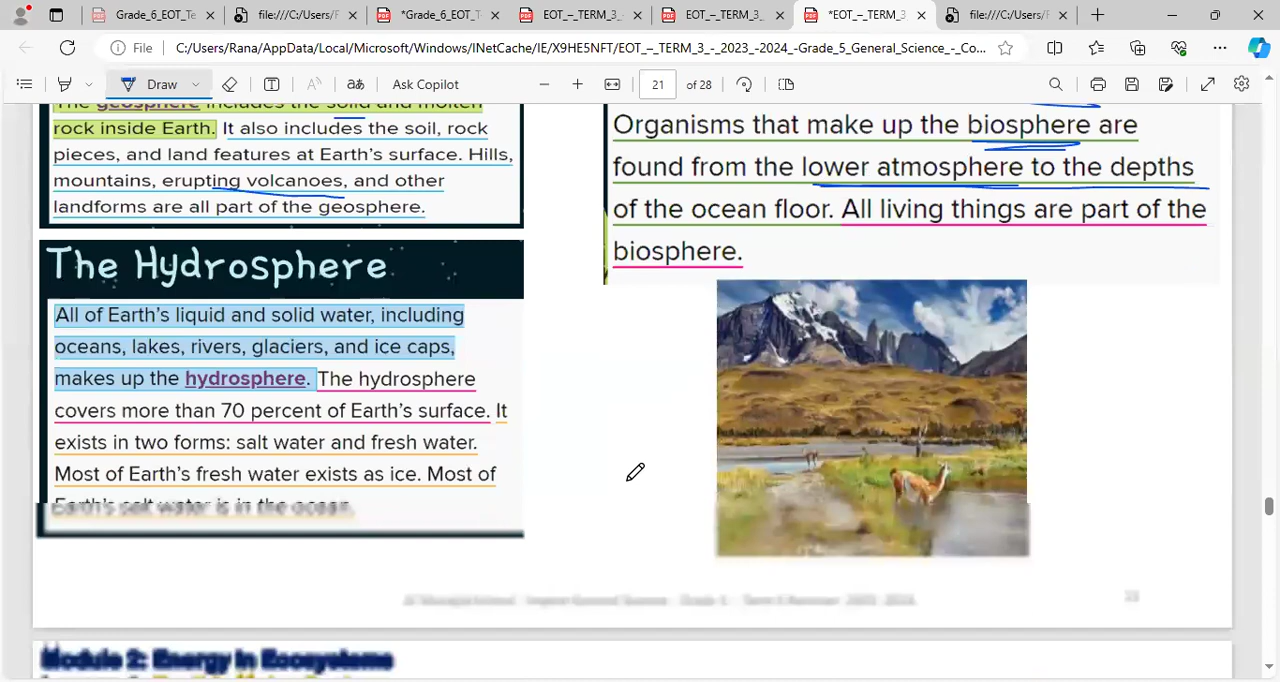 Grade_6_EOT_Te
file:///C:/Users/F
*Grade_6_EOT_T
EOT_–_TERM_3_
EOT_–_TERM_3_
*EOT_–_TERM_3
file:///C:/Users/F
File
C:/Users/Rana/AppData/Local/Microsoft/Windows/INetCache/IE/X9HE5NFT/EOT_–_TERM_3_-_2023_-2024_-Grade_5_General_Science_-_Co...
Draw
Ask Copilot
21
of 28
The geosphere includes the solid and molten
rock inside Earth. It also includes the soil, rock
pieces, and land features at Earth's surface. Hills,
mountains, erupting volcanoes, and other
landforms are all part of the geosphere.
The Hydrosphere
All of Earth's liquid and solid water, including
oceans, lakes, rivers, glaciers, and ice caps,
makes up the hydrosphere. The hydrosphere
covers more than 70 percent of Earth's surface. It
exists in two forms: salt water and fresh water.
Most of Earth's fresh water exists as ice. Most of
Earth's salt water is in the ocean.
Organisms that make up the biosphere are
found from the lower atmosphere to the depths
of the ocean floor. All living things are part of the
biosphere.
Module 2: Energy in Ecosystems